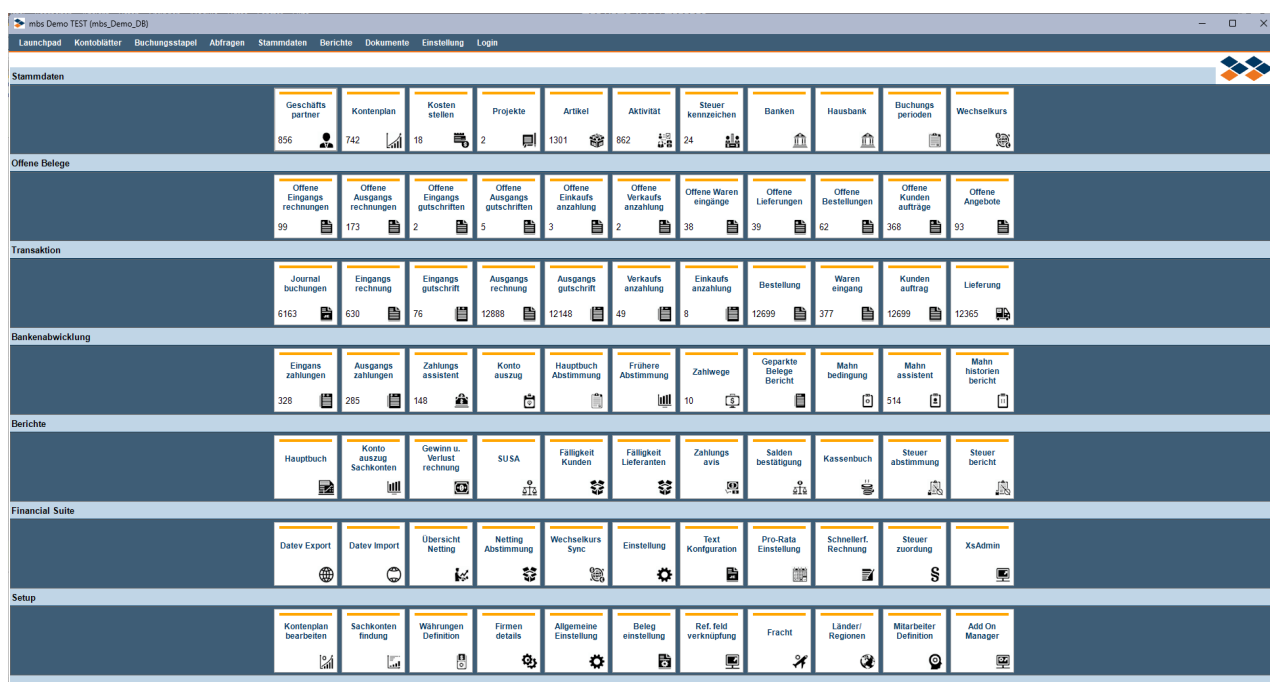 mbs Demo TEST (mbs_Demo_DB)
Launchpad Kontoblätter Buchungsstapel Abfragen Stammdaten Berichte Dokumente Einstellung Login
Stammdaten
Geschäfts
partner
856
Kontenplan
742
Kosten
stellen
18
Projekte
2
Artikel
1301
Aktivität
862
Steuer
kennzeichen
24
Banken
Hausbank
Buchungs
perioden
Wechselkurs
Offene Belege
Offene
Eingangs
rechnungen
99
Offene
Ausgangs
rechnungen
173
Offene
Eingangs
gutschriften
2
Offene
Ausgangs
gutschriften
5
Offene
Einkaufs
anzahlung
3
Offene
Verkaufs
anzahlung
2
Offene Waren
eingänge
38
Offene
Lieferungen
39
Offene
Bestellungen
62
Offene
Kunden
aufträge
368
Offene
Angebote
93
Transaktion
Journal
buchungen
6163
Eingangs
rechnung
630
Eingangs
gutschrift
76
Ausgangs
rechnung
12888
Ausgangs
gutschrift
12148
Verkaufs
anzahlung
49
Einkaufs
anzahlung
8
Bestellung
12699
Waren
eingang
377
Kunden
auftrag
12699
Lieferung
12365
Bankenabwicklung
Eingans
zahlungen
328
Ausgangs
zahlungen
285
Zahlungs
assistent
148
Konto
auszug
Hauptbuch
Abstimmung
Frühere
Abstimmung
Zahlwege
10
Geparkte
Belege
Bericht
Mahn
bedingung
Mahn
assistent
514
Mahn
historien
bericht
Berichte
Hauptbuch
Konto
auszug
Sachkonten
Gewinn u.
Verlust
rechnung
SUSA
Fälligkeit
Kunden
Fälligkeit
Lieferanten
Zahlungs
avis
Salden
bestätigung
Kassenbuch
Steuer
abstimmung
Steuer
bericht
Financial Suite
Datev Export
Datev Import
Übersicht
Netting
Netting
Abstimmung
Wechselkurs
Sync
Einstellung
Text
Konfguration
Pro-Rata
Einstellung
Schnellerf.
Rechnung
Steuer
zuordung
XsAdmin
Setup
Kontenplan
bearbeiten
Sachkonten
findung
Währungen
Definition
Firmen
details
Allgemeine
Einstellung
Beleg
einstellung
Ref. feld
verknüpfung
Fracht
Länder/
Regionen
Mitarbeiter
Definition
Add On
Manager